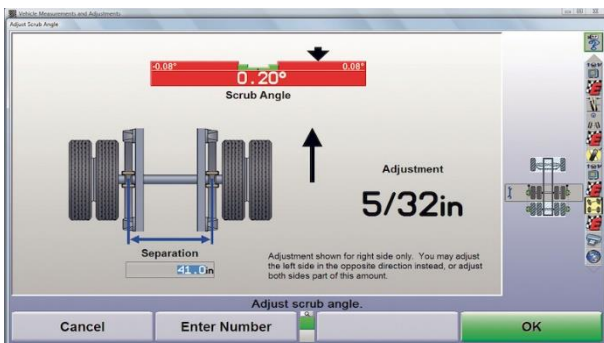 Vehicle Measurements and Adjustments
Adjust Scrub Angle
-0.08° 0.08°
0.20°
Scrub Angle
Adjustment
5/32in
Separation
41.0in
Adjustment shown for right side only. You may adjust
the left side in the opposite direction instead, or adjust
both sides part of this amount.
Adjust scrub angle.
Cancel
Enter Number
OK